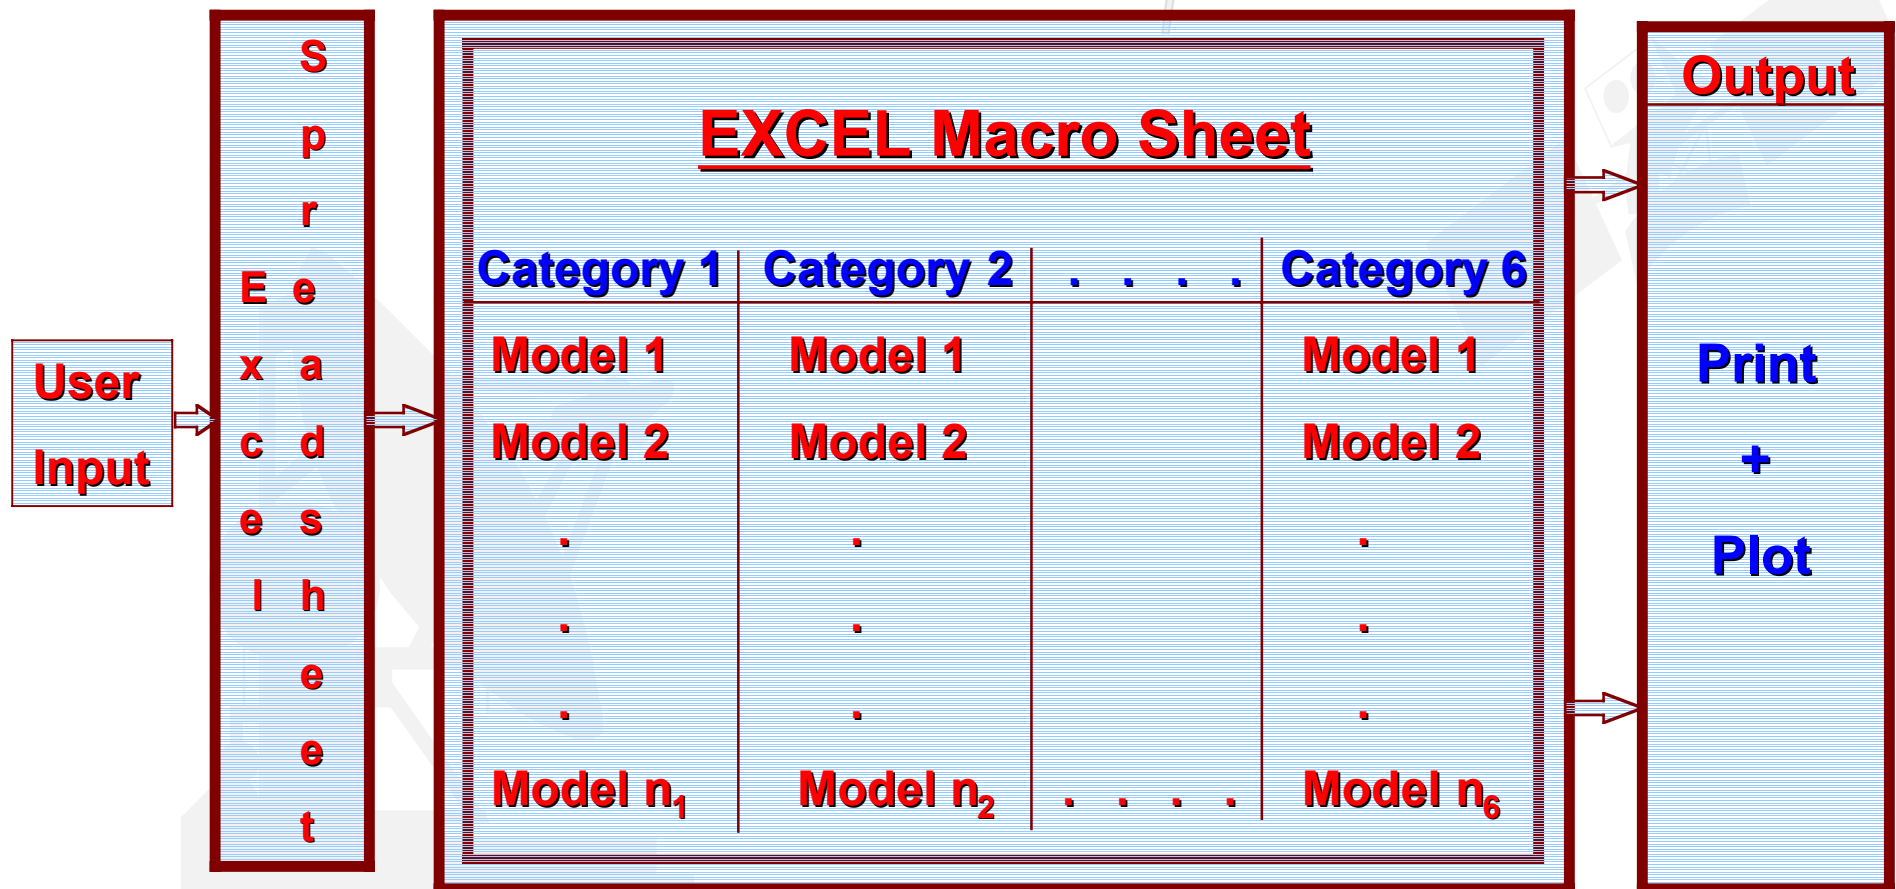 User
Input
Excel
Spreadsheet
EXCEL Macro Sheet
Category 1 Category 2 . . . . Category 6
Model 1 Model 1 Model 1
Model 2 Model 2 Model 2
. . .
. . .
. . .
Model n₁ Model n₂ . . . . Model n₆
Output
Print
+
Plot